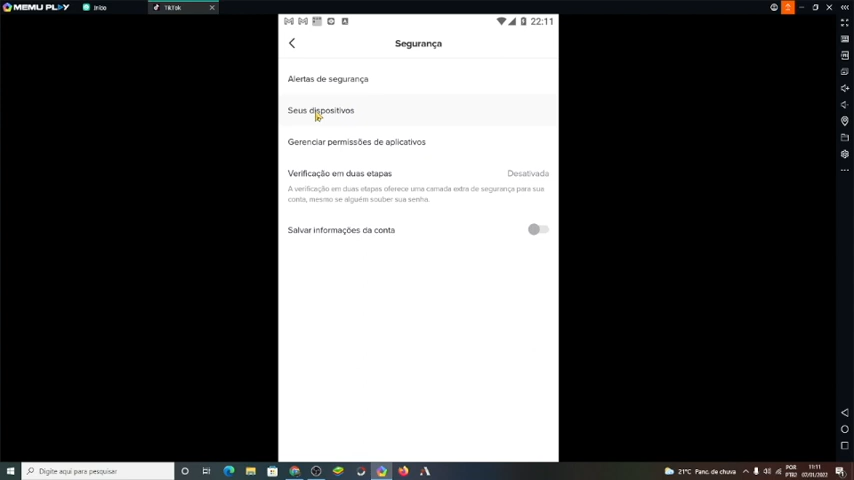 MEMU PLAY
Início
TikTok
22:11
Segurança
Alertas de segurança
Seus dispositivos
Gerenciar permissões de aplicativos
Verificação em duas etapas
Desativada
A verificação em duas etapas oferece uma camada extra de segurança para sua
conta, mesmo se alguém souber sua senha.
Salvar informações da conta
Digite aqui para pesquisar
21°C Panc. de chuva
POR
PTB2
11:11
07/01/2022